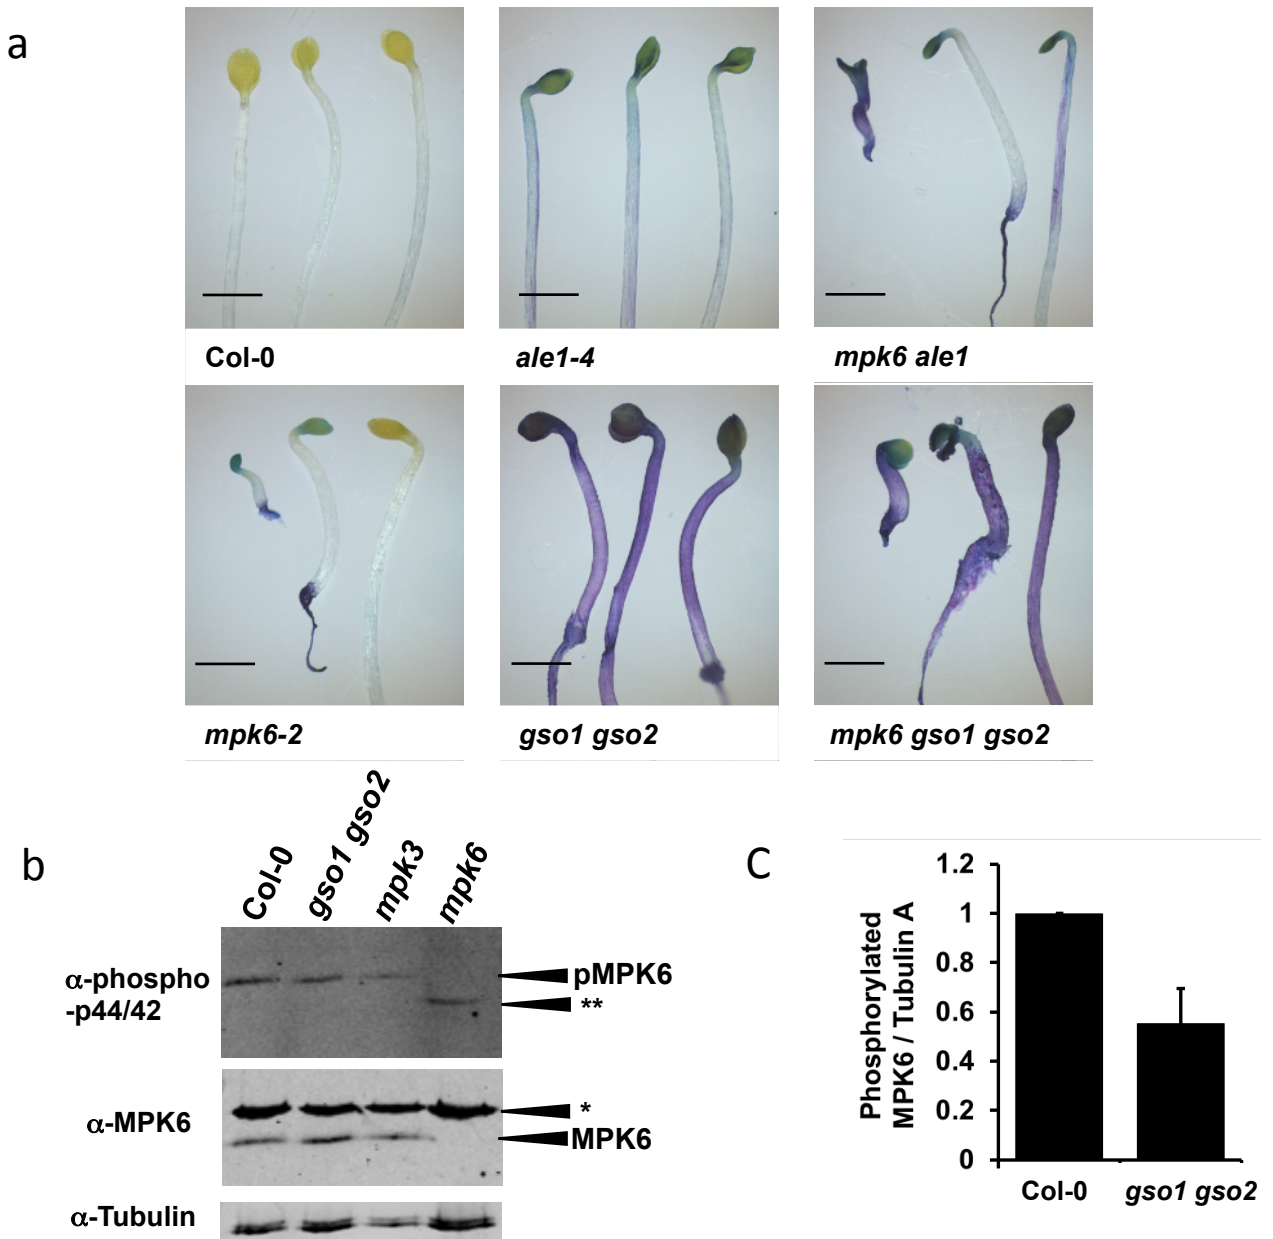 a
Col-0
ale1-4
mpk6 ale1
mpk6-2
gso1 gso2
mpk6 gso1 gso2
b
Col-0
gso1 gso2
mpk3
mpk6
α-phospho
-p44/42
pMPK6
**
α-MPK6
*
MPK6
α-Tubulin
C
Phosphorylated
MPK6 / Tubulin A
1.2
1
0.8
0.6
0.4
0.2
0
Col-0
gso1 gso2